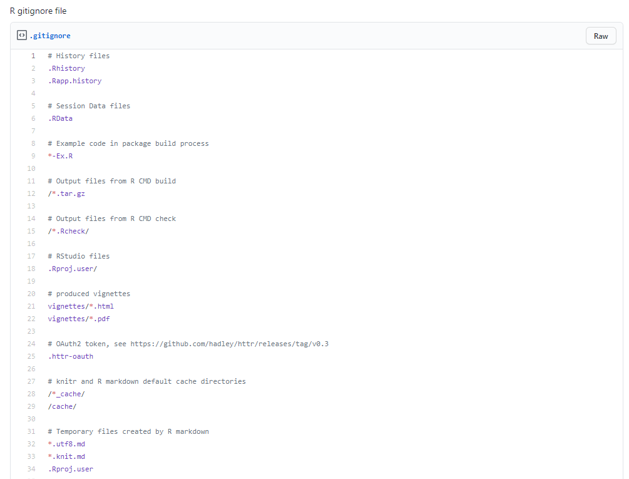 R gitignore file
.gitignore
Raw
1 # History files
2 .Rhistory
3 .Rapp.history
4
5 # Session Data files
6 .RData
7
8 # Example code in package build process
9 *-Ex.R
10
11 # Output files from R CMD build
12 /*.tar.gz
13
14 # Output files from R CMD check
15 /*.Rcheck/
16
17 # RStudio files
18 .Rproj.user/
19
20 # produced vignettes
21 vignettes/*.html
22 vignettes/*.pdf
23
24 # OAuth2 token, see https://github.com/hadley/httr/releases/tag/v0.3
25 .httr-oauth
26
27 # knitr and R markdown default cache directories
28 /*_cache/
29 /cache/
30
31 # Temporary files created by R markdown
32 *.utf8.md
33 *.knit.md
34 .Rproj.user